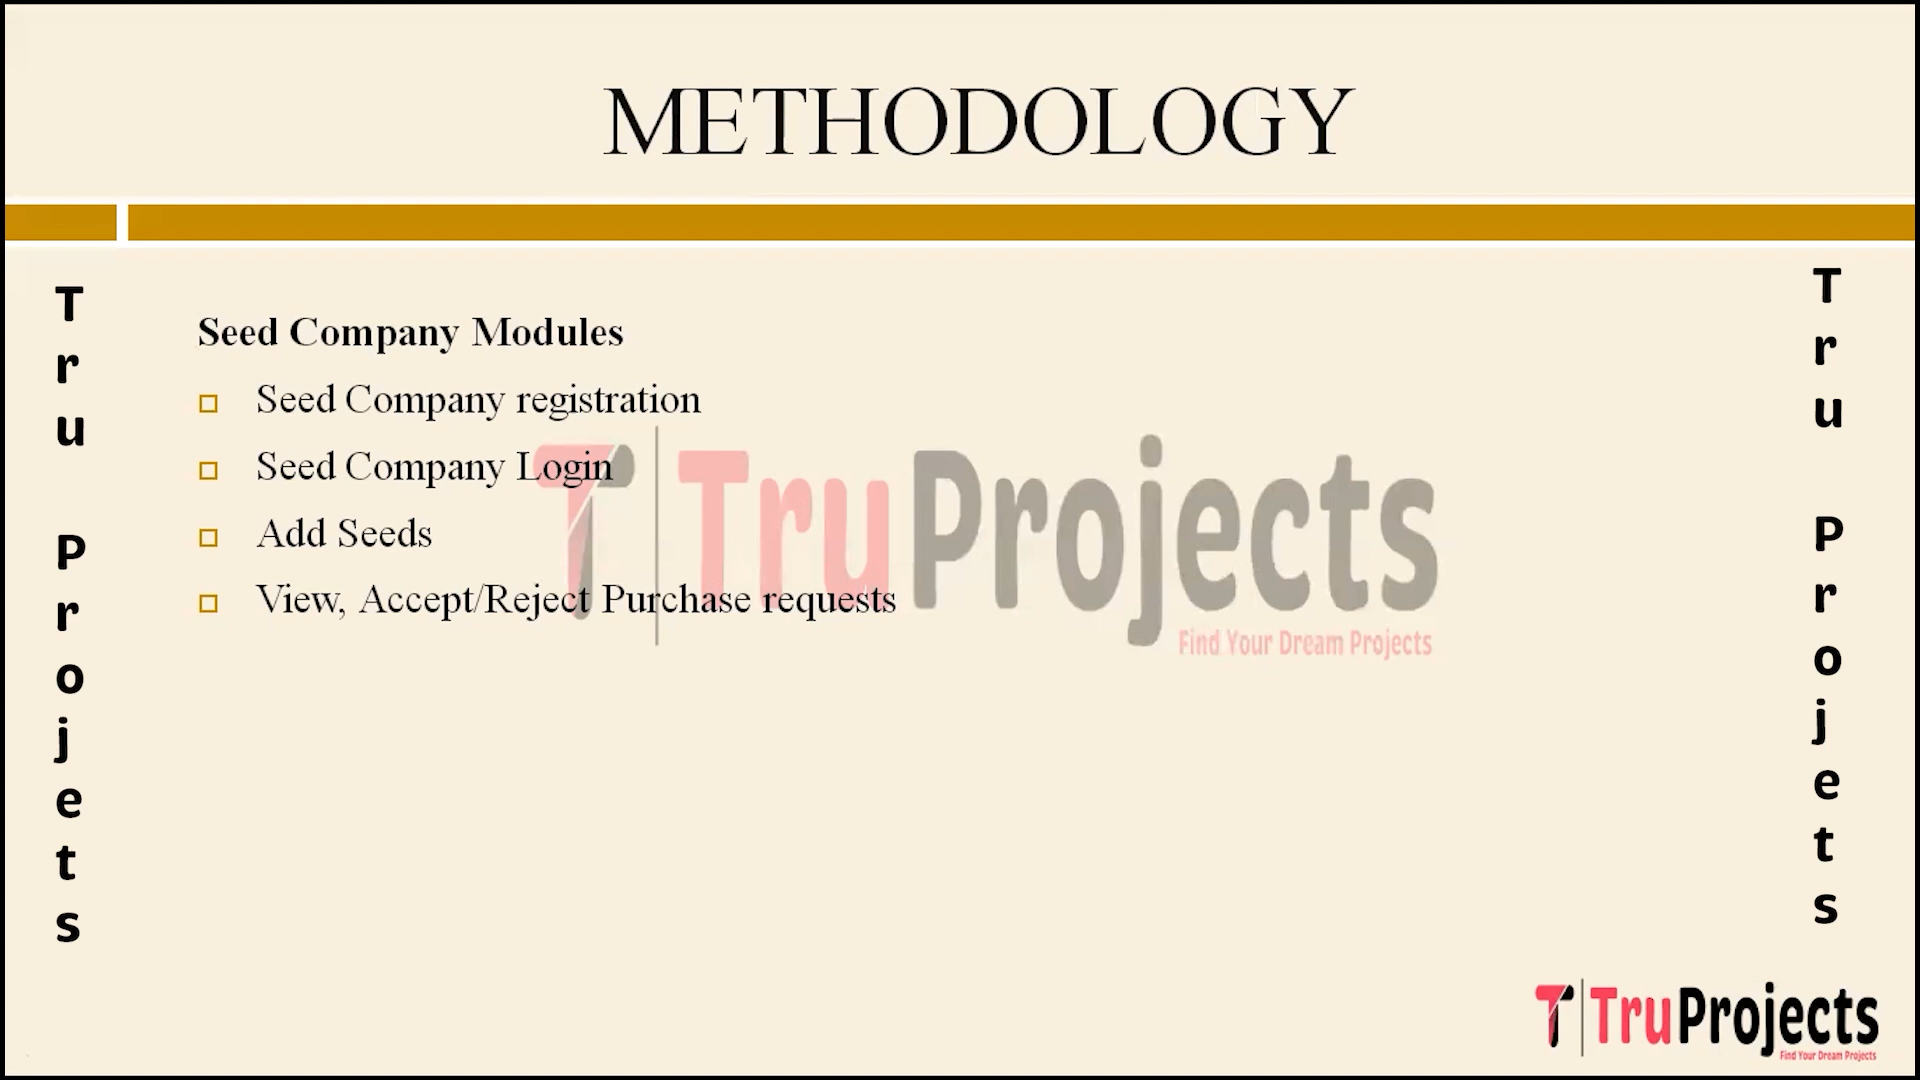 METHODOLOGY
Tru Projets
Seed Company Modules
Seed Company registration
Seed Company Login
Add Seeds
View, Accept/Reject Purchase requests
TruProjects
Find Your Dream Projects
Tru Projets
TruProjects
Find Your Dream Projects